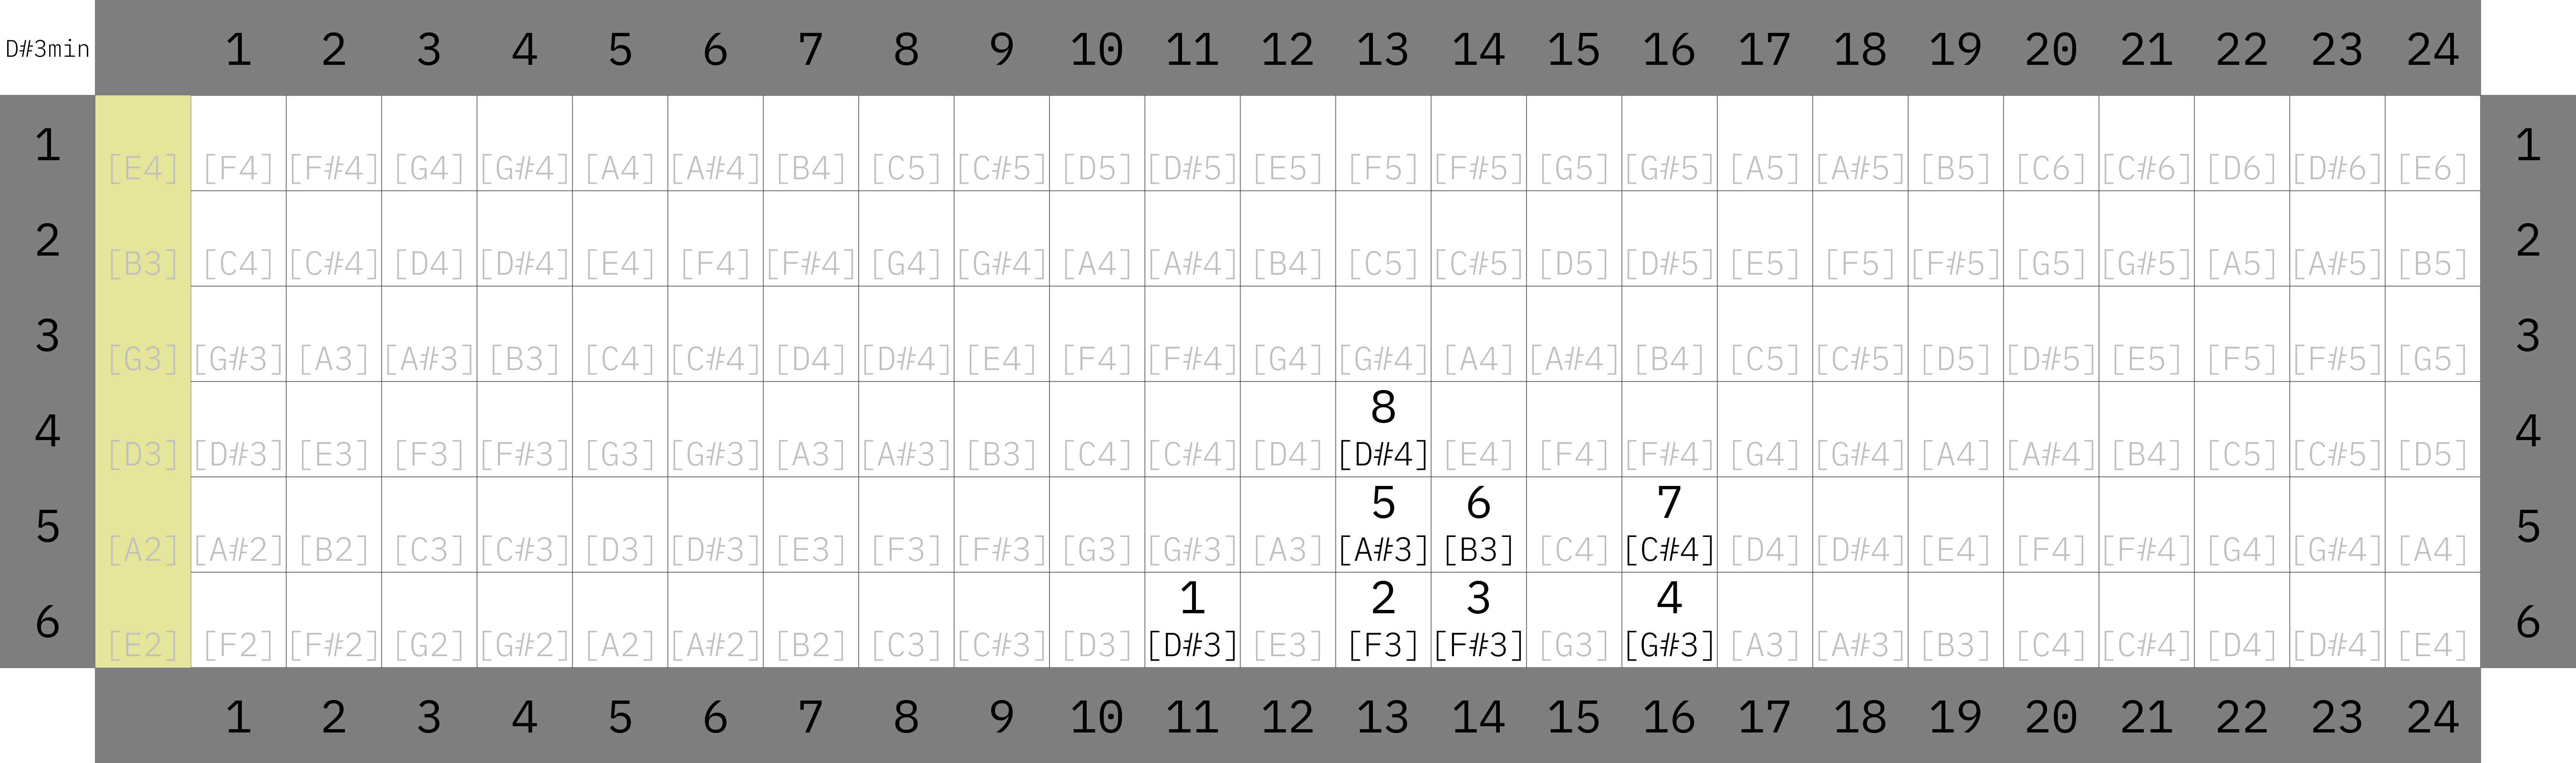 D#3min 1 2 3 4 5 6 7 8 9 10 11 12 13 14 15 16 17 18 19 20 21 22 23 24
1 [E4] [F4] [F#4] [G4] [G#4] [A4] [A#4] [B4] [C5] [C#5] [D5] [D#5] [E5] [F5] [F#5] [G5] [G#5] [A5] [A#5] [B5] [C6] [C#6] [D6] [D#6] [E6] 1
2 [B3] [C4] [C#4] [D4] [D#4] [E4] [F4] [F#4] [G4] [G#4] [A4] [A#4] [B4] [C5] [C#5] [D5] [D#5] [E5] [F5] [F#5] [G5] [G#5] [A5] [A#5] [B5] 2
3 [G3] [G#3] [A3] [A#3] [B3] [C4] [C#4] [D4] [D#4] [E4] [F4] [F#4] [G4] [G#4] [A4] [A#4] [B4] [C5] [C#5] [D5] [D#5] [E5] [F5] [F#5] [G5] 3
8
4 [D3] [D#3] [E3] [F3] [F#3] [G3] [G#3] [A3] [A#3] [B3] [C4] [C#4] [D4] [D#4] [E4] [F4] [F#4] [G4] [G#4] [A4] [A#4] [B4] [C5] [C#5] [D5] 4
5 6 7
5 [A2] [A#2] [B2] [C3] [C#3] [D3] [D#3] [E3] [F3] [F#3] [G3] [G#3] [A3] [A#3] [B3] [C4] [C#4] [D4] [D#4] [E4] [F4] [F#4] [G4] [G#4] [A4] 5
1 2 3 4
6 [E2] [F2] [F#2] [G2] [G#2] [A2] [A#2] [B2] [C3] [C#3] [D3] [D#3] [E3] [F3] [F#3] [G3] [G#3] [A3] [A#3] [B3] [C4] [C#4] [D4] [D#4] [E4] 6
1 2 3 4 5 6 7 8 9 10 11 12 13 14 15 16 17 18 19 20 21 22 23 24